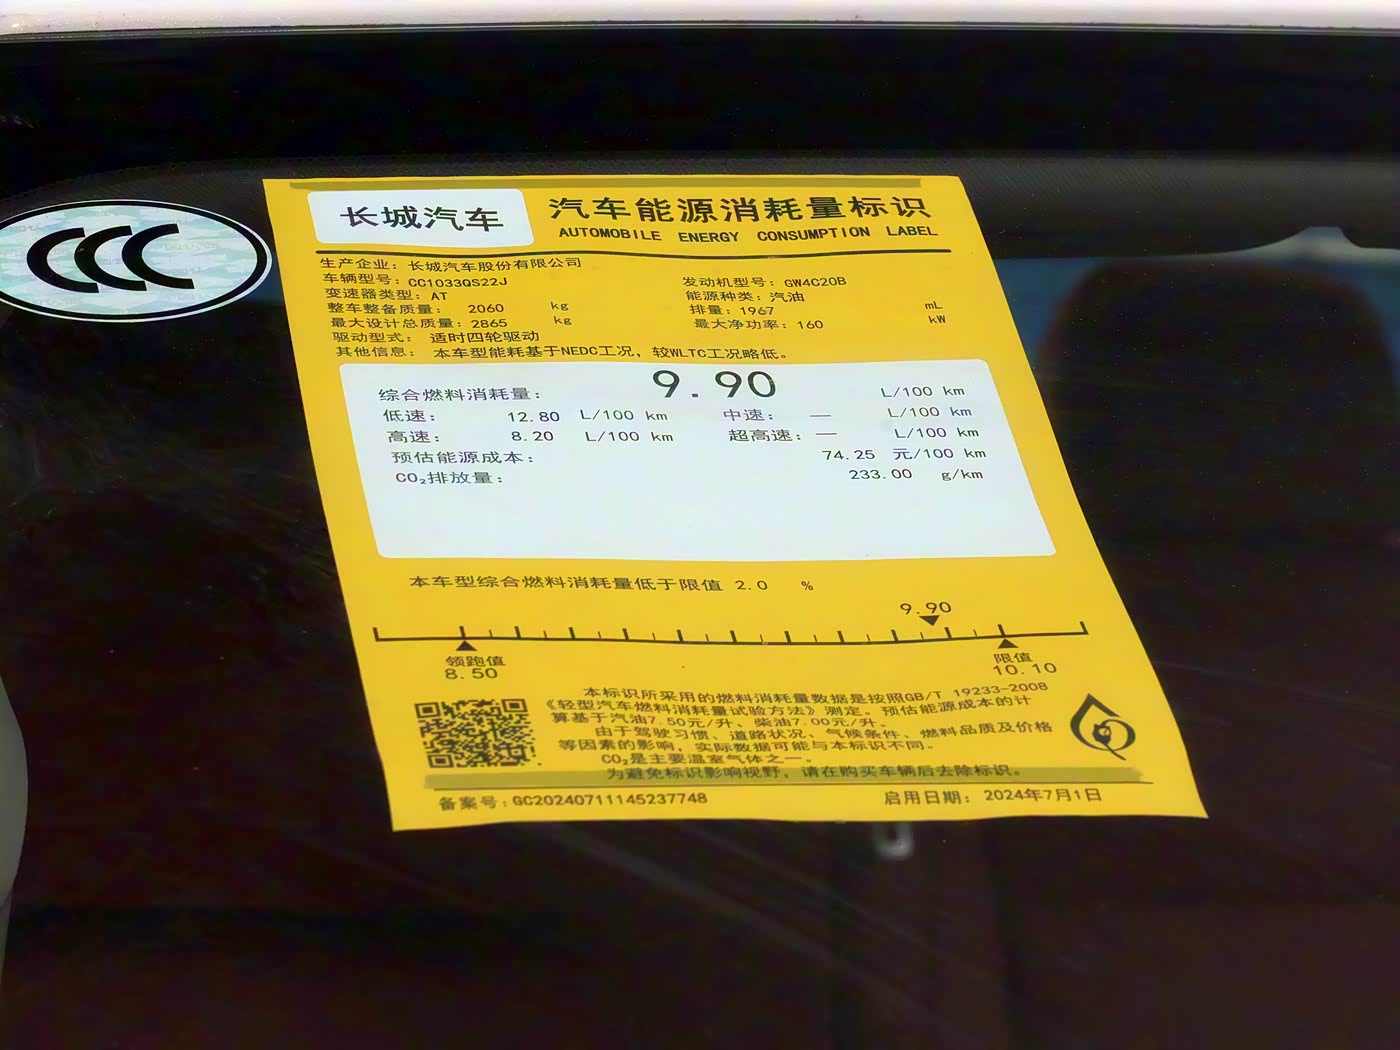 CCC
长城汽车
汽车能源消耗量标识
AUTOMOBILE ENERGY CONSUMPTION LABEL
生产企业：长城汽车股份有限公司
车辆型号：CC1033QS22J 发动机型号：GW4C20B
变速器类型：AT 能源种类：汽油
整车整备质量： 2060 kg 排量：1967 mL
最大设计总质量：2865 kg 最大净功率：160 kW
驱动型式： 适时四轮驱动
其他信息： 本车型能耗基于NEDC工况，较WLTC工况略低。
综合燃料消耗量： 9.90 L/100 km
低速： 12.80 L/100 km 中速： — L/100 km
高速： 8.20 L/100 km 超高速：— L/100 km
预估能源成本： 74.25 元/100 km
CO₂排放量： 233.00 g/km
本车型综合燃料消耗量低于限值 2.0 %
9.90
领跑值 限值
8.50 10.10
本标识所采用的燃料消耗量数据是按照GB/T 19233-2008
《轻型汽车燃料消耗量试验方法》测定。预估能源成本的计
算基于汽油7.50元/升、柴油7.00元/升。
由于驾驶习惯、道路状况、气候条件、燃料品质及价格
等因素的影响，实际数据可能与本标识不同。
CO₂是主要温室气体之一。
为避免标识影响视野，请在购买车辆后去除标识。
备案号：GC20240711145237748 启用日期： 2024年7月1日